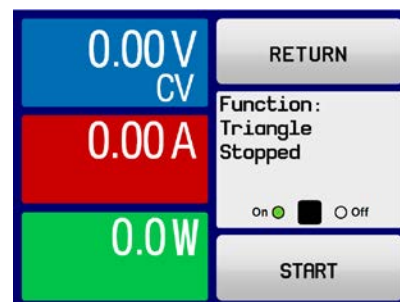 0.00 V
CV
0.00 A
0.0 W
RETURN
Function:
Triangle
Stopped
On
Off
START